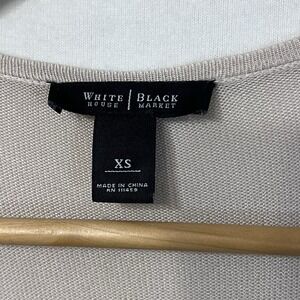 WHITE | BLACK
HOUSE | MARKET
XS
MADE IN CHINA
RN 111459